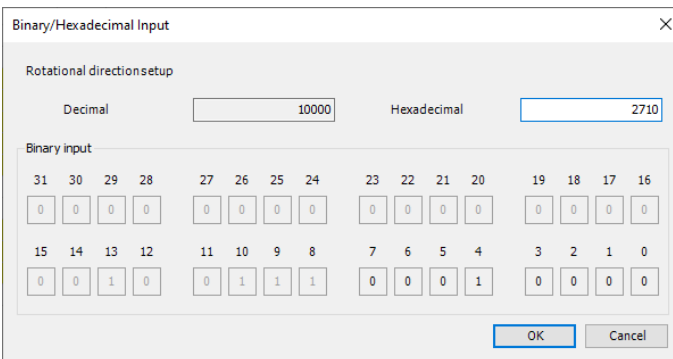 Binary/Hexadecimal Input
Rotational directionsetup
Decimal 10000 Hexadecimal 2710
Binary input
31 30 29 28 27 26 25 24 23 22 21 20 19 18 17 16
0 0 0 0 0 0 0 0 0 0 0 0 0 0 0 0
15 14 13 12 11 10 9 8 7 6 5 4 3 2 1 0
0 0 1 0 0 1 1 1 0 0 0 1 0 0 0 0
OK Cancel